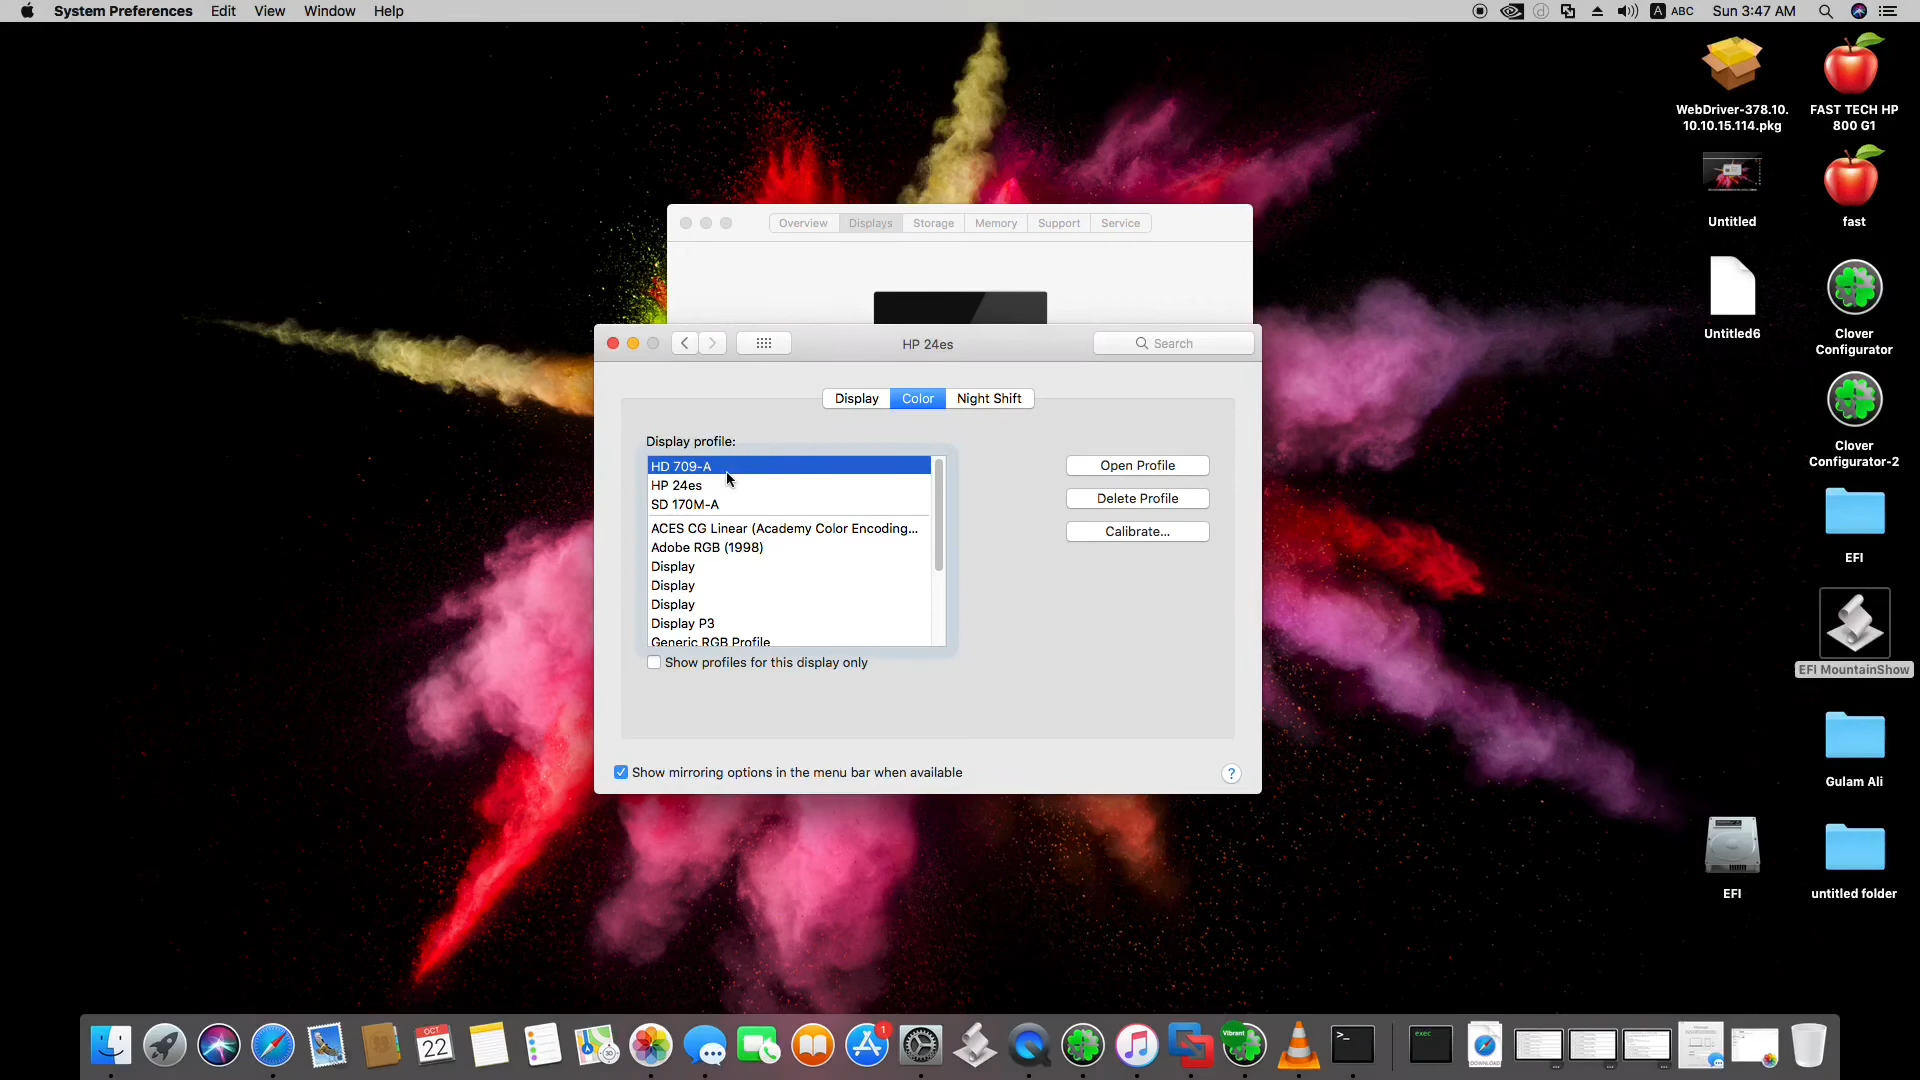 System Preferences Edit View Window Help
ABC Sun 3:47 AM
WebDriver-378.10.
10.10.15.114.pkg
FAST TECH HP
800 G1
Untitled
fast
Untitled6
Clover
Configurator
Clover
Configurator-2
EFI
EFI MountainShow
Gulam Ali
EFI
untitled folder
Overview Displays Storage Memory Support Service
HP 24es
Search
Display Color Night Shift
Display profile:
HD 709-A
HP 24es
SD 170M-A
ACES CG Linear (Academy Color Encoding...
Adobe RGB (1998)
Display
Display
Display
Display P3
Generic RGB Profile
Open Profile
Delete Profile
Calibrate...
Show profiles for this display only
Show mirroring options in the menu bar when available
?
OCT
22
1
Vibrant
>_
exec